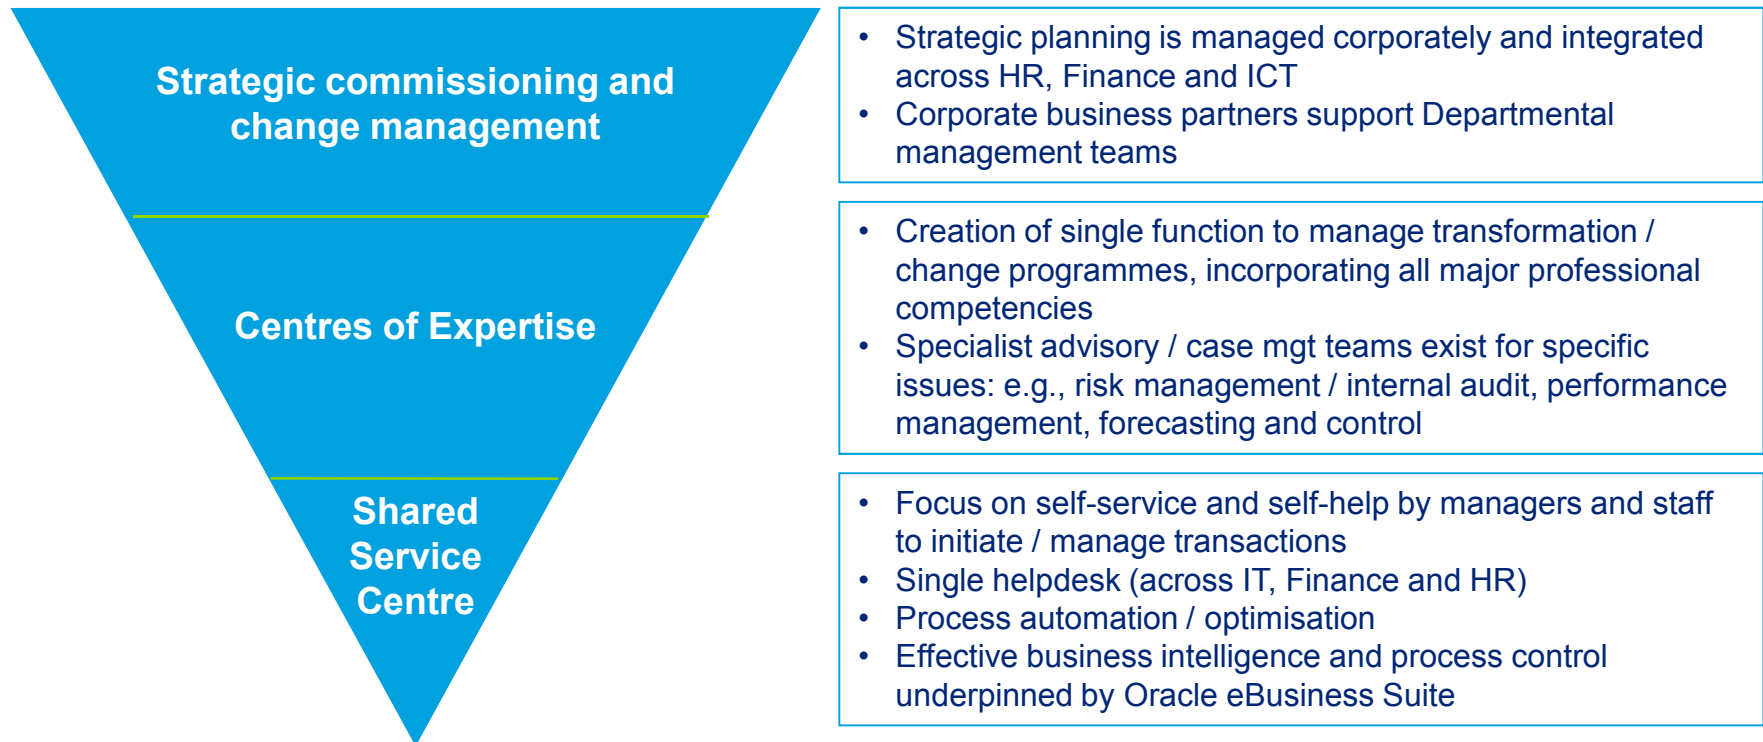 Strategic commissioning and
change management
• Strategic planning is managed corporately and integrated
across HR, Finance and ICT
• Corporate business partners support Departmental
management teams
Centres of Expertise
• Creation of single function to manage transformation /
change programmes, incorporating all major professional
competencies
• Specialist advisory / case mgt teams exist for specific
issues: e.g., risk management / internal audit, performance
management, forecasting and control
Shared
Service
Centre
• Focus on self-service and self-help by managers and staff
to initiate / manage transactions
• Single helpdesk (across IT, Finance and HR)
• Process automation / optimisation
• Effective business intelligence and process control
underpinned by Oracle eBusiness Suite